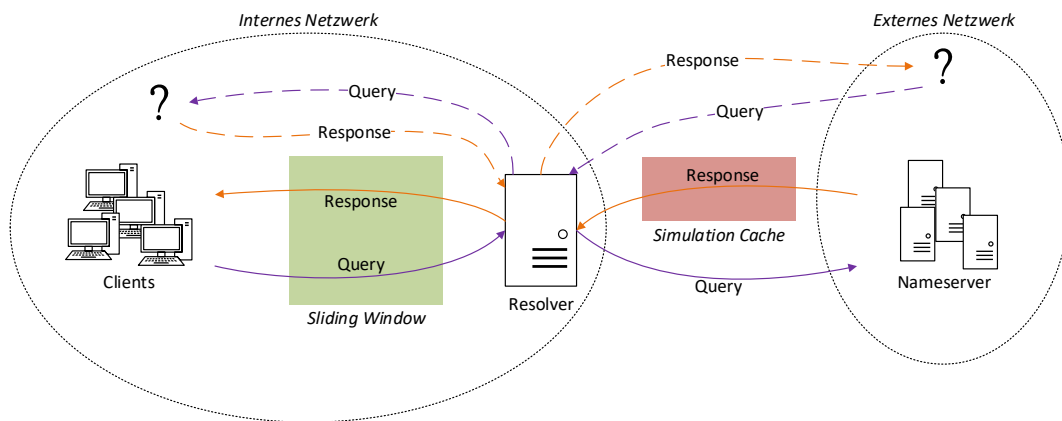 Internes Netzwerk
Externes Netzwerk
?
?
Response
Query
Query
Response
Response
Response
Simulation Cache
Query
Clients
Query
Nameserver
Resolver
Sliding Window